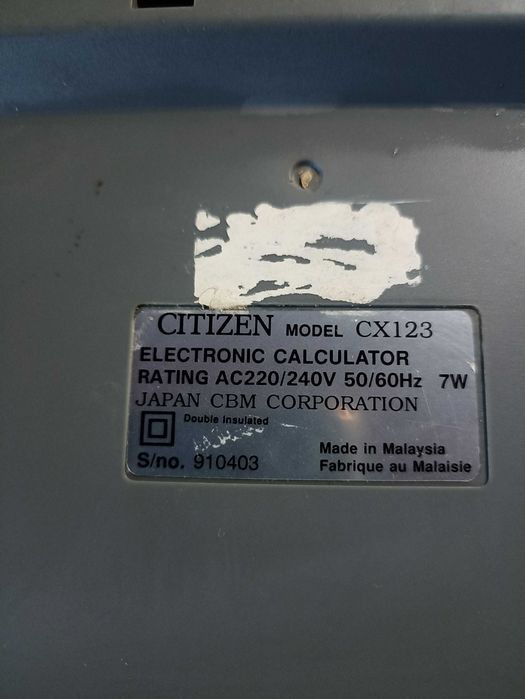 CITIZEN MODEL CX123
ELECTRONIC CALCULATOR
RATING AC220/240V 50/60Hz 7W
JAPAN CBM CORPORATION
Double Insulated
S/no. 910403
Made in Malaysia
Fabrique au Malaisie